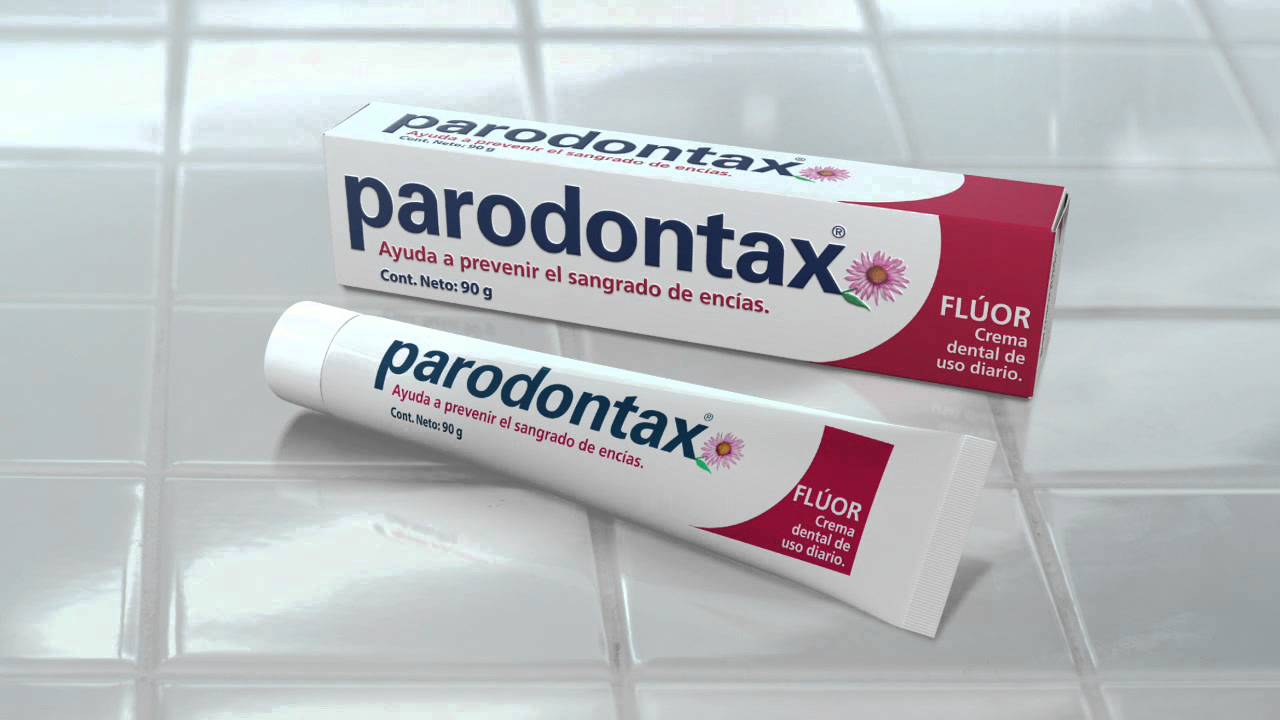 parodontax®
Ayuda a prevenir el sangrado de encías.
Cont. Neto: 90 g
parodontax®
Ayuda a prevenir el sangrado de encías.
Cont. Neto: 90 g
FLÚOR
Crema
dental de
uso diario.
parodontax®
Ayuda a prevenir el sangrado de encías.
Cont. Neto: 90 g
FLÚOR
Crema
dental de
uso diario.